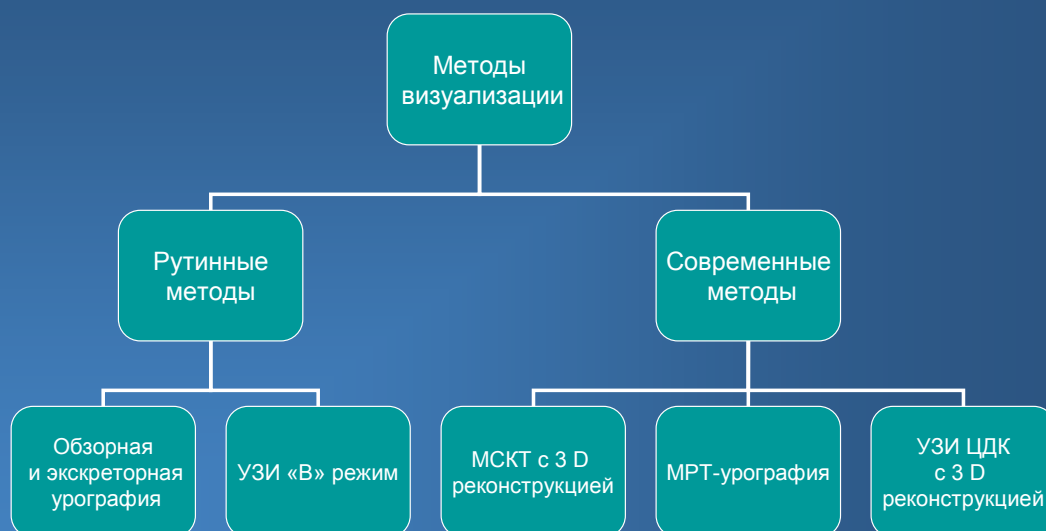 Методы
визуализации
Рутинные
методы
Современные
методы
Обзорная
и экскреторная
урография
УЗИ «В» режим
МСКТ с 3 D
реконструкцией
МРТ-урография
УЗИ ЦДК
с 3 D
реконструкцией